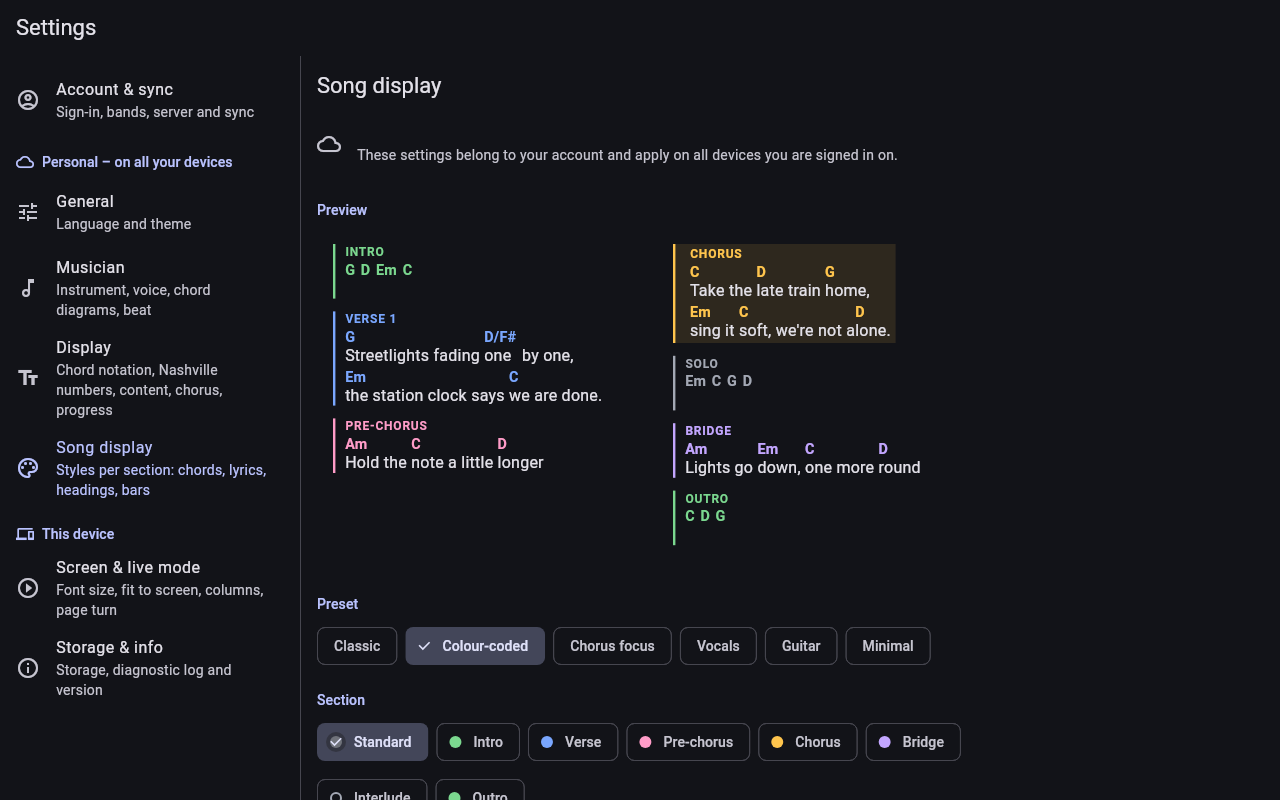 Settings
Account & sync
Sign-in, bands, server and sync
Personal – on all your devices
General
Language and theme
Musician
Instrument, voice, chord
diagrams, beat
Display
Chord notation, Nashville
numbers, content, chorus,
progress
Song display
Styles per section: chords, lyrics,
headings, bars
This device
Screen & live mode
Font size, fit to screen, columns,
page turn
Storage & info
Storage, diagnostic log and
version
Song display
These settings belong to your account and apply on all devices you are signed in on.
Preview
INTRO
G D Em C
VERSE 1
G D/F#
Streetlights fading one by one,
Em C
the station clock says we are done.
PRE-CHORUS
Am C D
Hold the note a little longer
CHORUS
C D G
Take the late train home,
Em C D
sing it soft, we're not alone.
SOLO
Em C G D
BRIDGE
Am Em C D
Lights go down, one more round
OUTRO
C D G
Preset
Classic Colour-coded Chorus focus Vocals Guitar Minimal
Section
Standard Intro Verse Pre-chorus Chorus Bridge
Interlude Outro